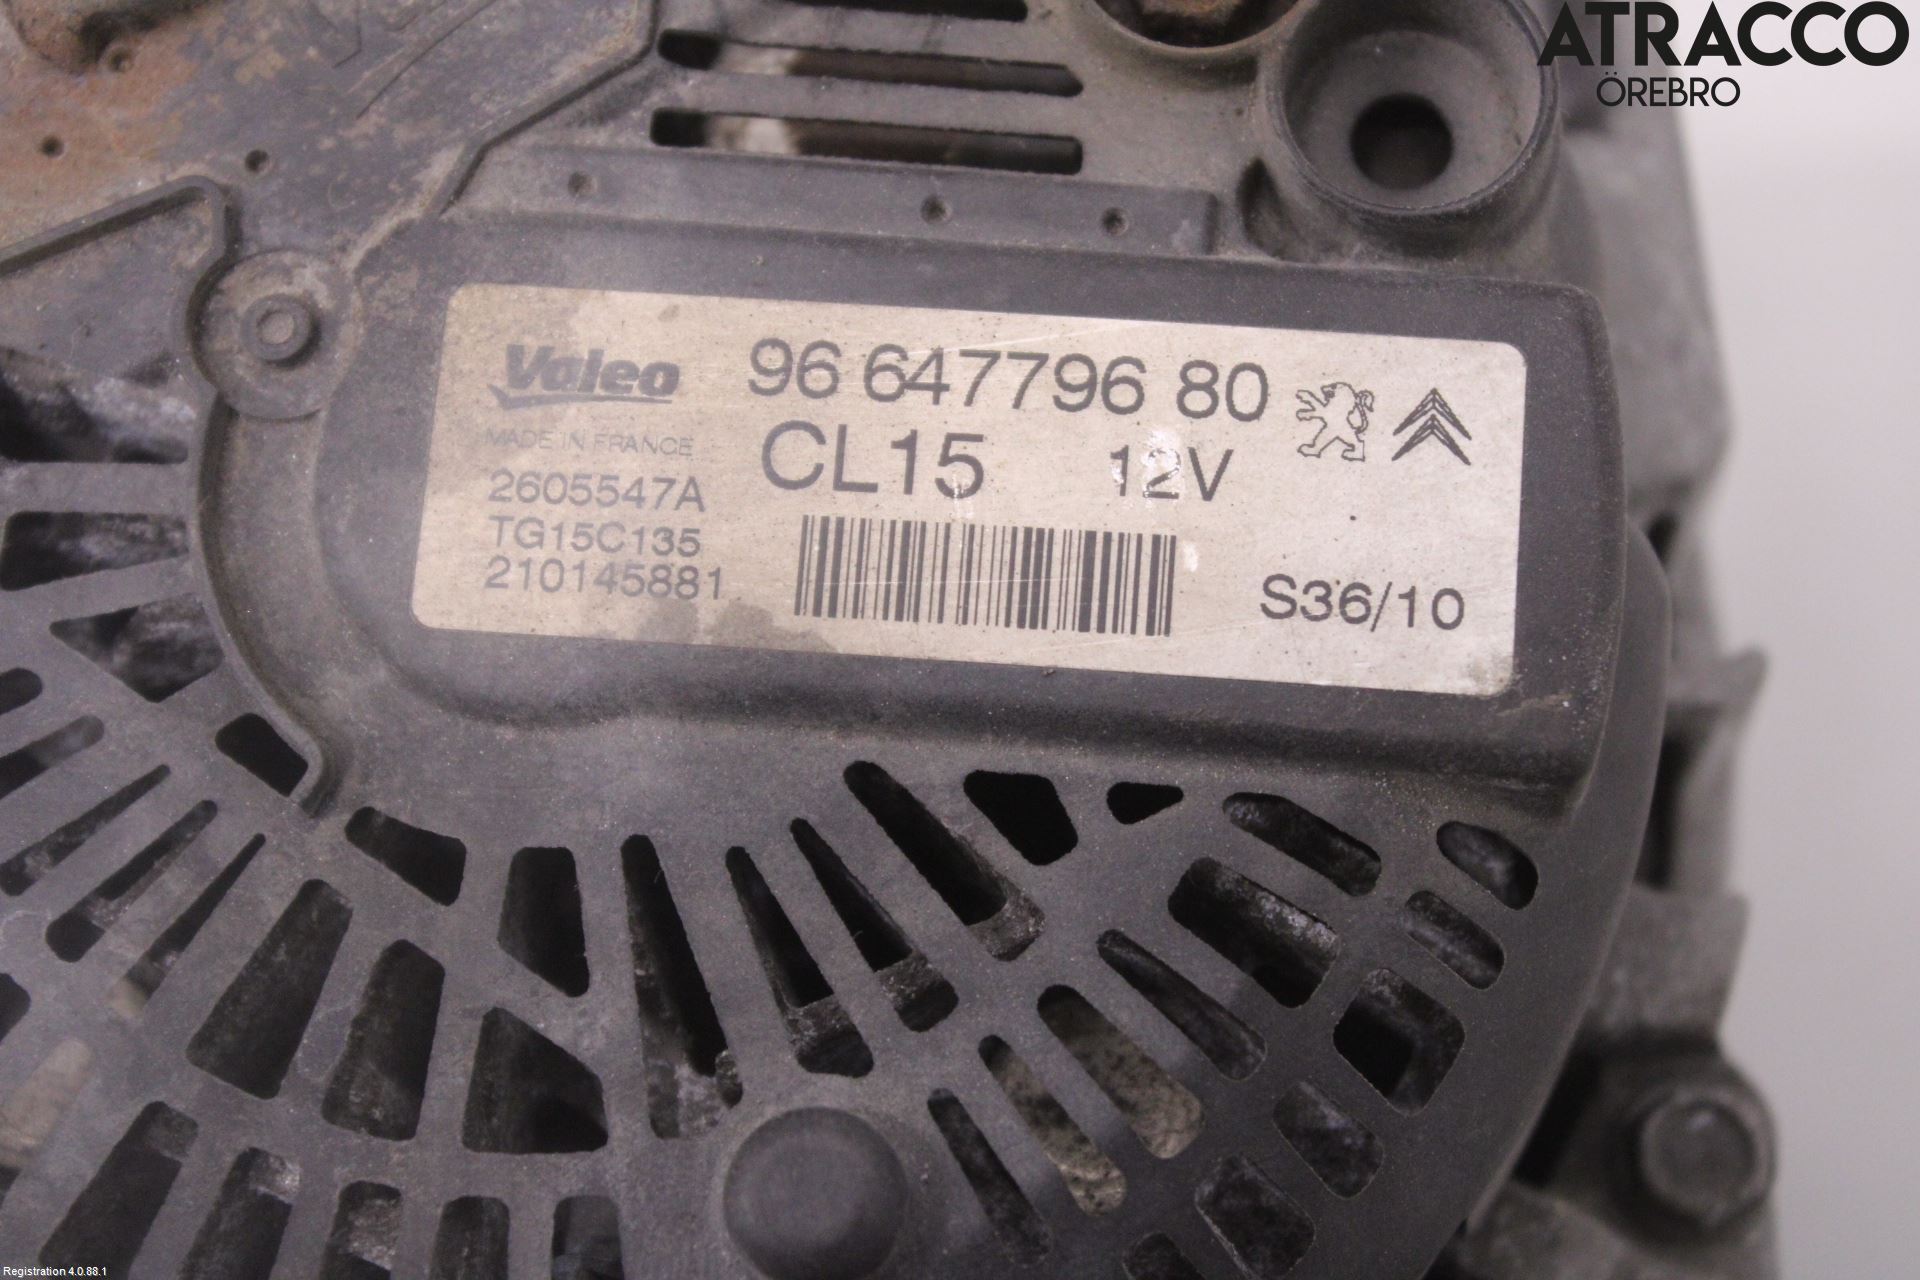 ATRACCO
ÖREBRO
Valeo
MADE IN FRANCE
2605547A
TG15C135
210145881
96 647796 80
CL15 12V
S36/10
Registration 4.0.88.1